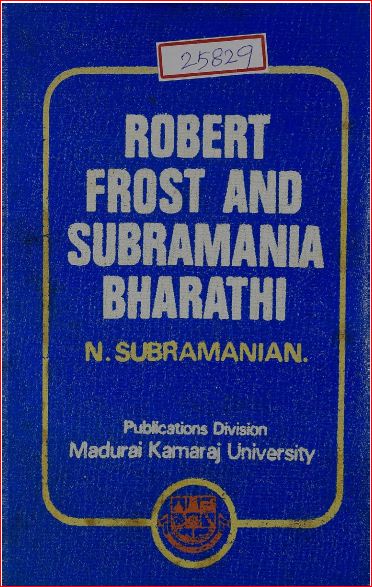 25829
ROBERT
FROST AND
SUBRAMANIA
BHARATHI
N. SUBRAMANIAN.
Publications Division
Madurai Kamaraj University